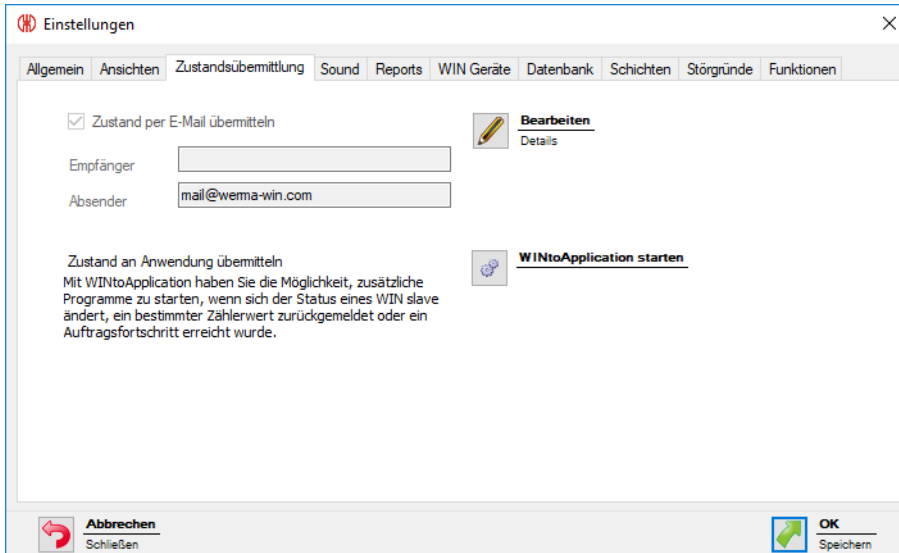 Einstellungen
Allgemein Ansichten Zustandsübermittlung Sound Reports WIN Geräte Datenbank Schichten Störgründe Funktionen
Zustand per E-Mail übermitteln
Bearbeiten
Details
Empfänger
Absender mail@werma-win.com
Zustand an Anwendung übermitteln
WINtoApplication starten
Mit WINtoApplication haben Sie die Möglichkeit, zusätzliche
Programme zu starten, wenn sich der Status eines WIN slave
ändert, ein bestimmter Zählerwert zurückgemeldet oder ein
Auftragsfortschritt erreicht wurde.
Abbrechen
Schließen
OK
Speichern